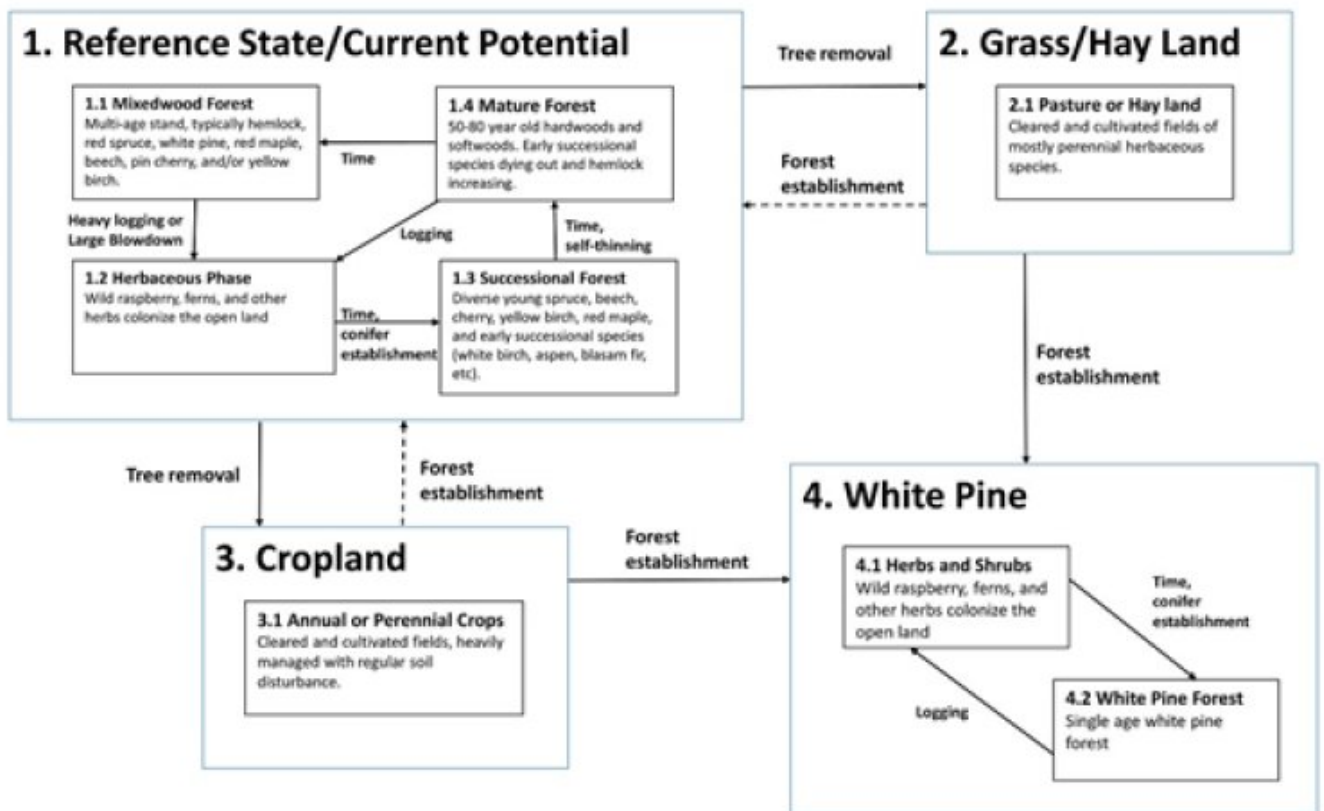 1. Reference State/Current Potential
1.1 Mixedwood Forest
Multi-age stand, typically hemlock,
red spruce, white pine, red maple,
beech, pin cherry, and/or yellow
birch.
1.4 Mature Forest
50-80 year old hardwoods and
softwoods. Early successional
species dying out and hemlock
increasing.
Time
Heavy logging or
Large Blowdown
Logging
Time,
self-thinning
1.2 Herbaceous Phase
Wild raspberry, ferns, and other
herbs colonize the open land
Time,
conifer
establishment
1.3 Successional Forest
Diverse young spruce, beech,
cherry, yellow birch, red maple,
and early successional species
(white birch, aspen, blasam fir,
etc).
Tree removal
Forest
establishment
2. Grass/Hay Land
2.1 Pasture or Hay land
Cleared and cultivated fields of
mostly perennial herbaceous
species.
Forest
establishment
Tree removal
Forest
establishment
3. Cropland
3.1 Annual or Perennial Crops
Cleared and cultivated fields, heavily
managed with regular soil
disturbance.
Forest
establishment
4. White Pine
4.1 Herbs and Shrubs
Wild raspberry, ferns, and
other herbs colonize the
open land
Time,
conifer
establishment
Logging
4.2 White Pine Forest
Single age white pine
forest